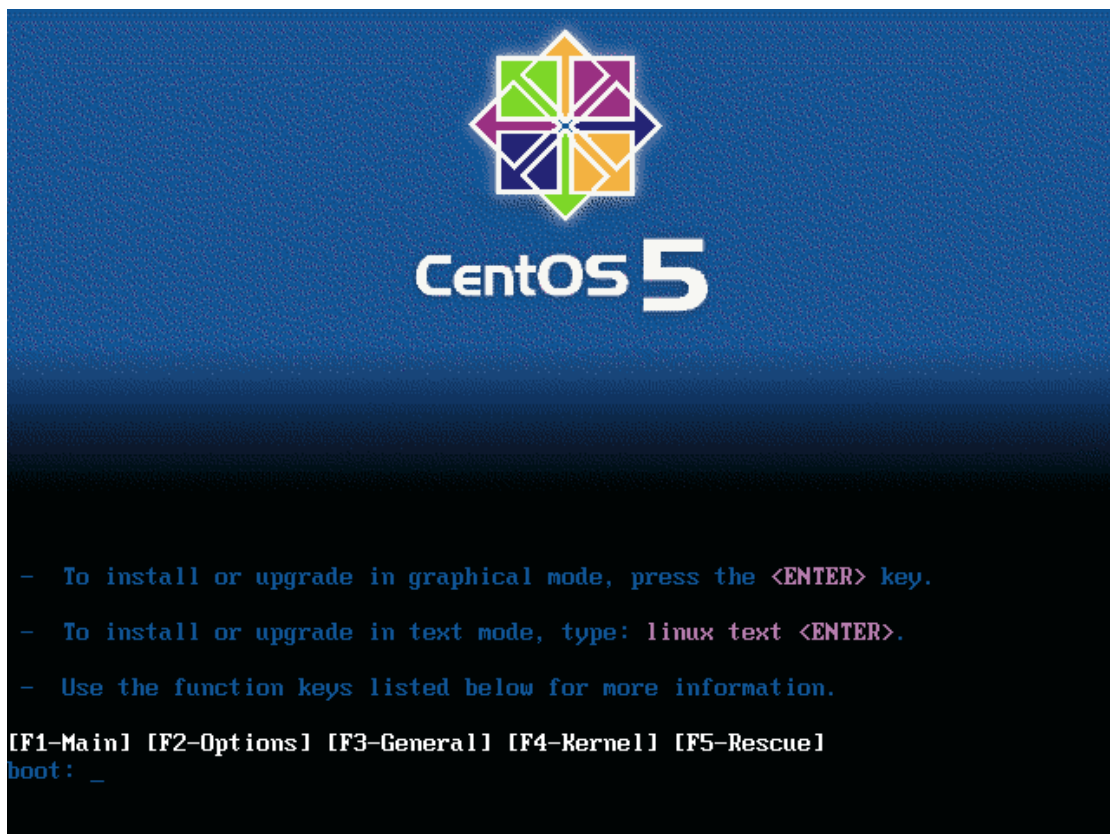 CentOS 5
- To install or upgrade in graphical mode, press the <ENTER> key.
- To install or upgrade in text mode, type: linux text <ENTER>.
- Use the function keys listed below for more information.
[F1-Main] [F2-Options] [F3-General] [F4-Kernel] [F5-Rescue]
boot: _